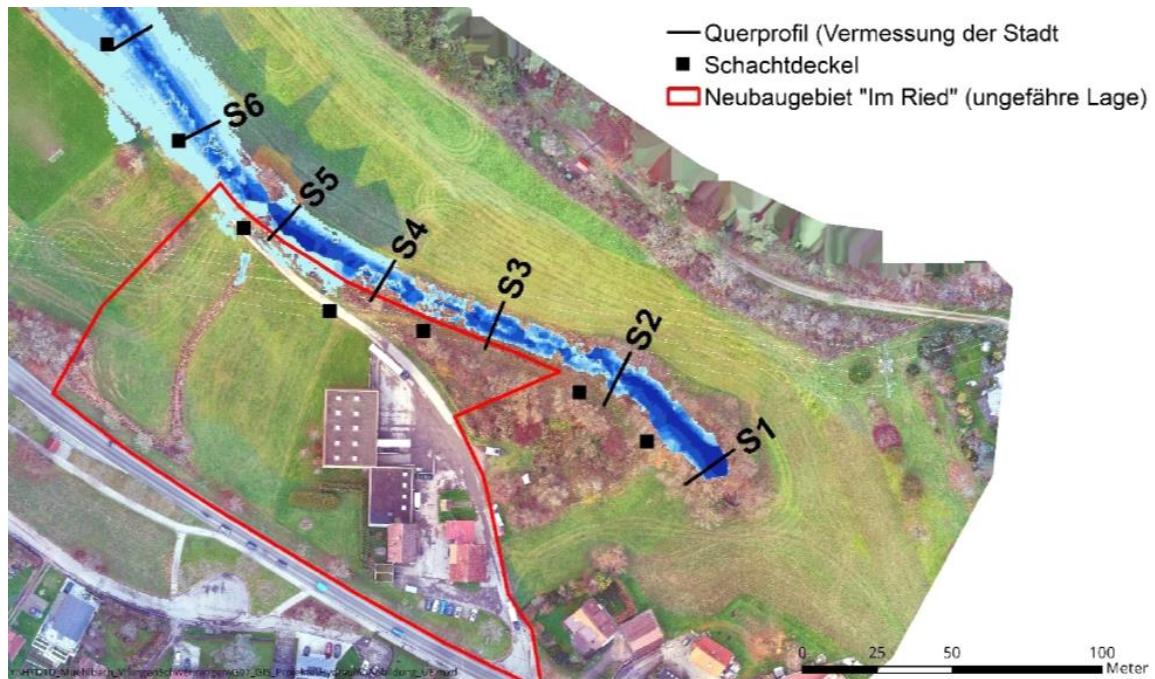 Querprofil (Vermessung der Stadt
Schachtdeckel
Neubaugebiet "Im Ried" (ungefähre Lage)
S6
S5
S4
S3
S2
S1
0 25 50 100
Meter